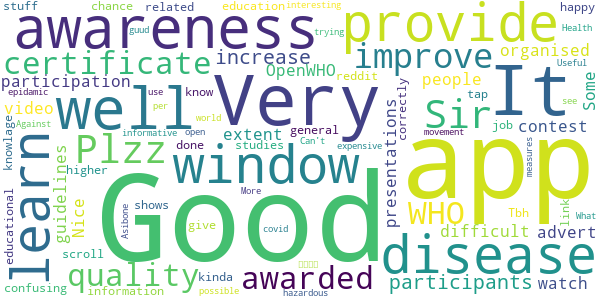 stuff chance related education interesting happy
guud trying
awareness provide
certificate increase improve organised Health
participation OpenWHO people Useful
epidemic use know reddit
video per well Very It Some
Against world extent general tap correctly
knowlage informative open Sir job contest
done studies Can't expensive
Plzz window presentations movement
learn guidelines higher Good app
educational Nice More WHO Tbh measures see
Asibone shows difficult link What
scroll give covid disease advert
quality kinda awarded participants watch
confusing information possible hazardous